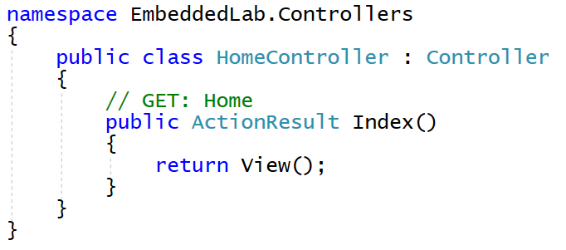 namespace EmbeddedLab.Controllers
{
    public class HomeController : Controller
    {
        // GET: Home
        public ActionResult Index()
        {
            return View();
        }
    }
}